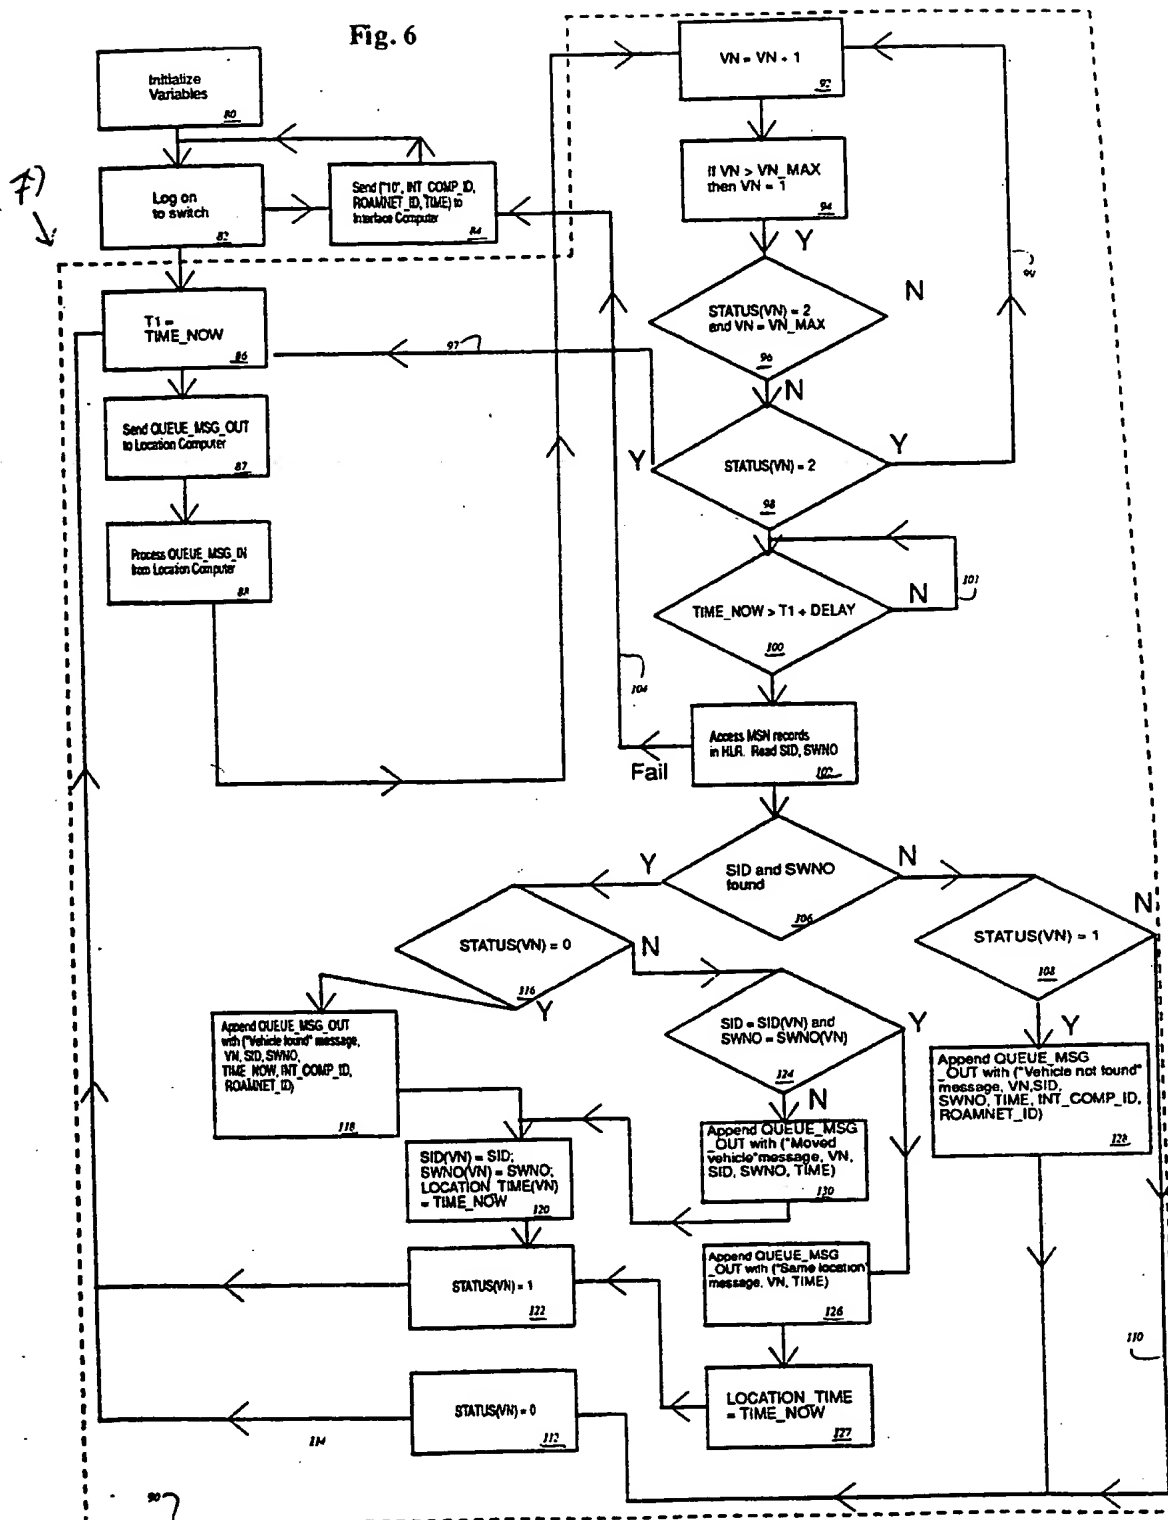 Fig. 6
Initialize
Variables
80
Log on
to switch
82
Send ("10", INT_COMP_ID,
ROAMNET_ID, TIME) to
Interface Computer
84
T1 =
TIME_NOW
86
Send QUEUE_MSG_OUT
to Location Computer
87
Process QUEUE_MSG_IN
from Location Computer
88
VN = VN + 1
92
If VN > VN_MAX
then VN = 1
94
Y
STATUS(VN) = 2
and VN = VN_MAX
96
N
N
97
STATUS(VN) = 2
98
Y
Y
TIME_NOW > T1 + DELAY
100
N
101
104
Access MSN records
in HLR. Read SID, SWNO
102
Fail
SID and SWNO
found
106
Y
N
STATUS(VN) = 0
116
N
Y
STATUS(VN) = 1
108
N
Y
SID = SID(VN) and
SWNO = SWNO(VN)
124
Y
N
Append QUEUE_MSG_OUT
with ("Vehicle found" message,
VN, SID, SWNO,
TIME_NOW, INT_COMP_ID,
ROAMNET_ID)
118
Append QUEUE_MSG
_OUT with ("Vehicle not found"
message, VN,SID,
SWNO, TIME, INT_COMP_ID,
ROAMNET_ID)
128
SID(VN) = SID;
SWNO(VN) = SWNO;
LOCATION_TIME(VN)
= TIME_NOW
120
Append QUEUE_MSG
_OUT with ("Moved
vehicle"message, VN,
SID, SWNO, TIME)
130
STATUS(VN) = 1
122
Append QUEUE_MSG
_OUT with ("Same location"
message, VN, TIME)
126
STATUS(VN) = 0
112
LOCATION_TIME
= TIME_NOW
127
110
114
90